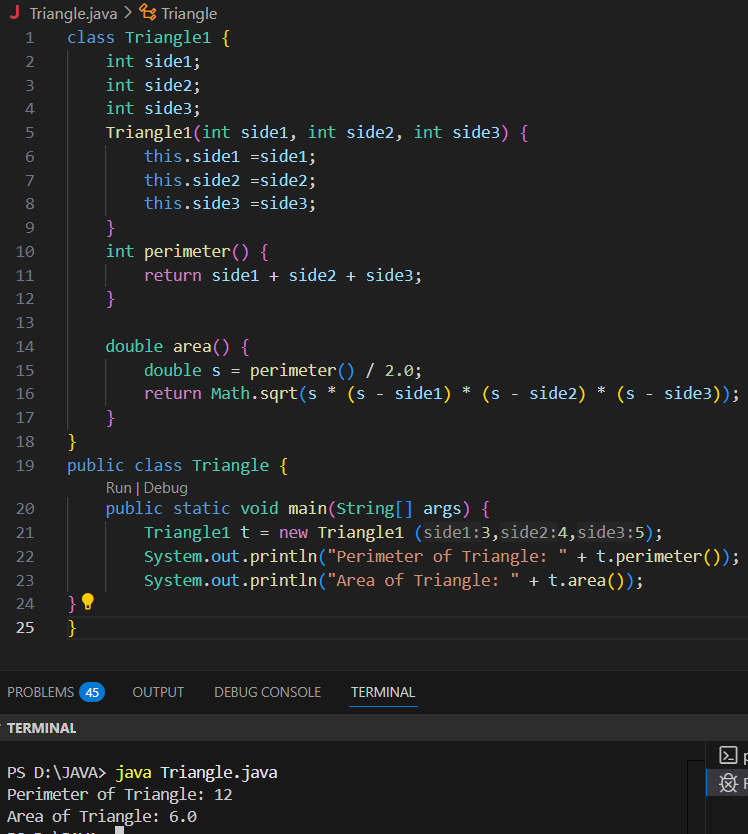 J Triangle.java > Triangle
1 class Triangle1 {
2     int side1;
3     int side2;
4     int side3;
5     Triangle1(int side1, int side2, int side3) {
6         this.side1 =side1;
7         this.side2 =side2;
8         this.side3 =side3;
9     }
10     int perimeter() {
11         return side1 + side2 + side3;
12     }
13
14     double area() {
15         double s = perimeter() / 2.0;
16         return Math.sqrt(s * (s - side1) * (s - side2) * (s - side3));
17     }
18 }
19 public class Triangle {
Run | Debug
20     public static void main(String[] args) {
21         Triangle1 t = new Triangle1 (side1:3,side2:4,side3:5);
22         System.out.println("Perimeter of Triangle: " + t.perimeter());
23         System.out.println("Area of Triangle: " + t.area());
24 }
25 }
PROBLEMS 45 OUTPUT DEBUG CONSOLE TERMINAL
TERMINAL
PS D:\JAVA> java Triangle.java
Perimeter of Triangle: 12
Area of Triangle: 6.0